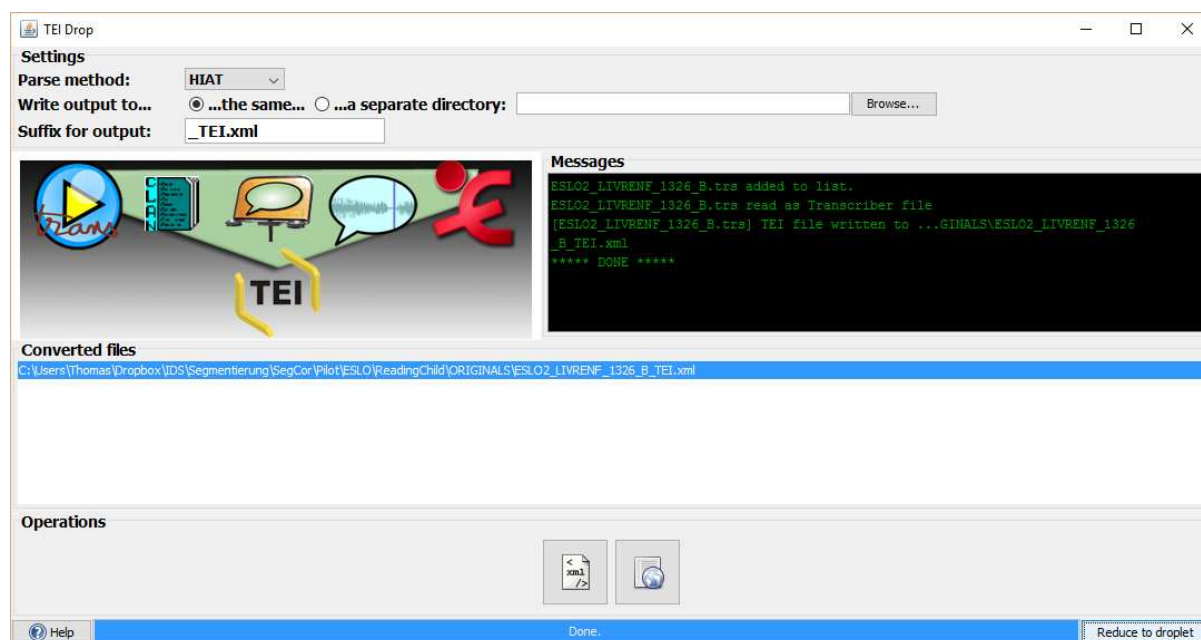 TEI Drop
Settings
Parse method: HIAT
Write output to... ...the same... ...a separate directory: Browse...
Suffix for output: _TEI.xml
trans
CLAN
TEI
Messages
ESLO2_LIVRENF_1326_B.trs added to list.
ESLO2_LIVRENF_1326_B.trs read as Transcriber file
[ESLO2_LIVRENF_1326_B.trs] TEI file written to ...GINALS\ESLO2_LIVRENF_1326
_B_TEI.xml
***** DONE *****
Converted files
C:\Users\Thomas\Dropbox\IDS\Segmentierung\SegCor\Pilot\ESLO\ReadingChild\ORIGINALS\ESLO2_LIVRENF_1326_B_TEI.xml
Operations
<
xml
/>
Help
Done.
Reduce to droplet